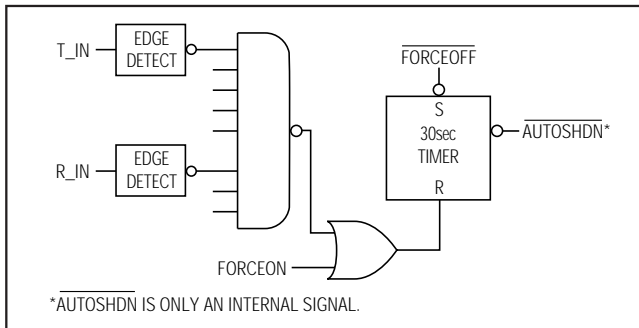 T_IN
EDGE
DETECT
R_IN
EDGE
DETECT
FORCEON
FORCEOFF
S
30sec
TIMER
R
AUTOSHDN*
*AUTOSHDN IS ONLY AN INTERNAL SIGNAL.